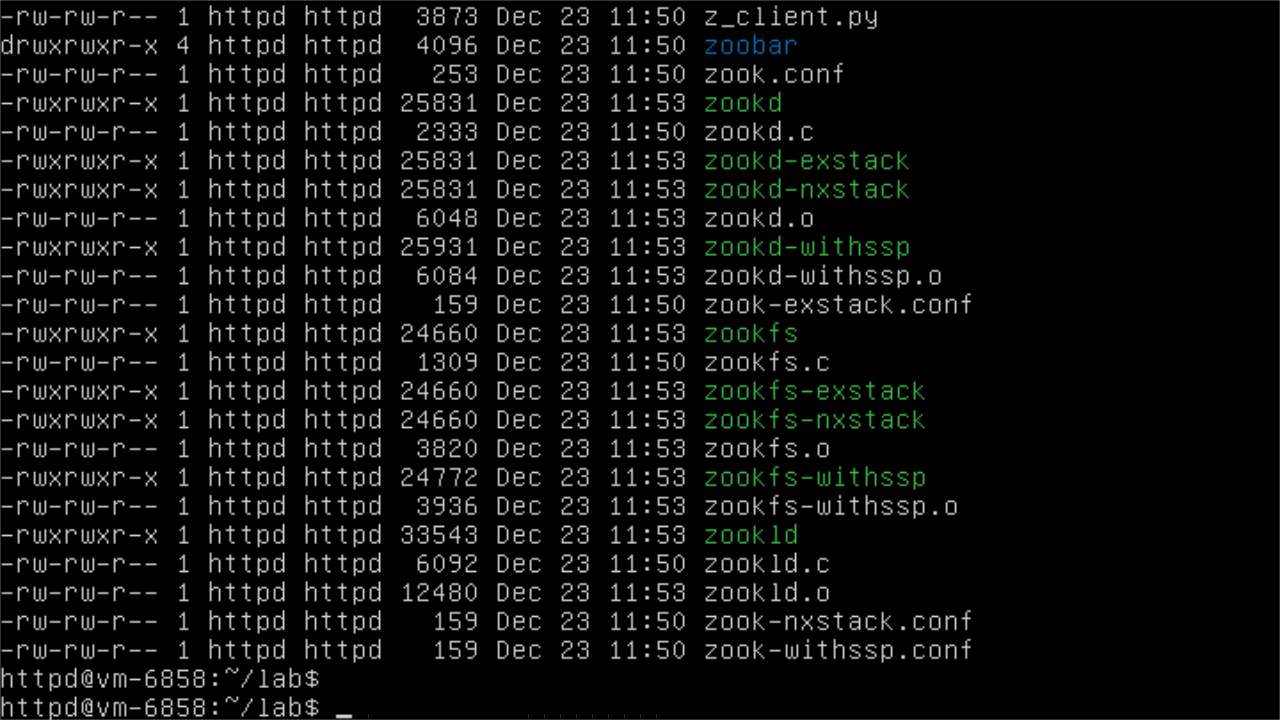 -rw-rw-r-- 1 httpd httpd  3873 Dec 23 11:50 z_client.py
drwxrwxr-x 4 httpd httpd  4096 Dec 23 11:50 zoobar
-rw-rw-r-- 1 httpd httpd   253 Dec 23 11:50 zook.conf
-rwxrwxr-x 1 httpd httpd 25831 Dec 23 11:53 zookd
-rw-rw-r-- 1 httpd httpd  2333 Dec 23 11:50 zookd.c
-rwxrwxr-x 1 httpd httpd 25831 Dec 23 11:53 zookd-exstack
-rwxrwxr-x 1 httpd httpd 25831 Dec 23 11:53 zookd-nxstack
-rw-rw-r-- 1 httpd httpd  6048 Dec 23 11:53 zookd.o
-rwxrwxr-x 1 httpd httpd 25931 Dec 23 11:53 zookd-withssp
-rw-rw-r-- 1 httpd httpd  6084 Dec 23 11:53 zookd-withssp.o
-rw-rw-r-- 1 httpd httpd   159 Dec 23 11:50 zook-exstack.conf
-rwxrwxr-x 1 httpd httpd 24660 Dec 23 11:53 zookfs
-rw-rw-r-- 1 httpd httpd  1309 Dec 23 11:50 zookfs.c
-rwxrwxr-x 1 httpd httpd 24660 Dec 23 11:53 zookfs-exstack
-rwxrwxr-x 1 httpd httpd 24660 Dec 23 11:53 zookfs-nxstack
-rw-rw-r-- 1 httpd httpd  3820 Dec 23 11:53 zookfs.o
-rwxrwxr-x 1 httpd httpd 24772 Dec 23 11:53 zookfs-withssp
-rw-rw-r-- 1 httpd httpd  3936 Dec 23 11:53 zookfs-withssp.o
-rwxrwxr-x 1 httpd httpd 33543 Dec 23 11:53 zookld
-rw-rw-r-- 1 httpd httpd  6092 Dec 23 11:50 zookld.c
-rw-rw-r-- 1 httpd httpd 12480 Dec 23 11:53 zookld.o
-rw-rw-r-- 1 httpd httpd   159 Dec 23 11:50 zook-nxstack.conf
-rw-rw-r-- 1 httpd httpd   159 Dec 23 11:50 zook-withssp.conf
httpd@vm-6858:~/lab$
httpd@vm-6858:~/lab$ _